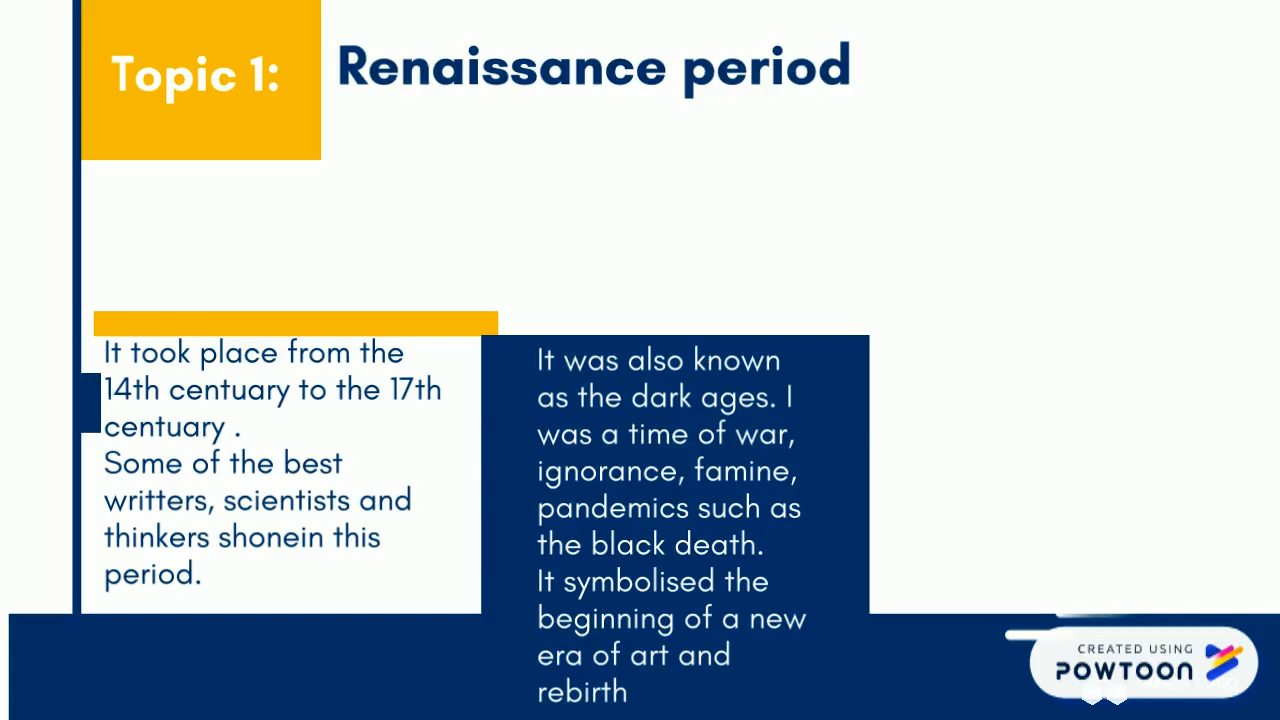 Topic 1:
Renaissance period
It took place from the
14th centuary to the 17th
centuary .
Some of the best
writters, scientists and
thinkers shonein this
period.
It was also known
as the dark ages. I
was a time of war,
ignorance, famine,
pandemics such as
the black death.
It symbolised the
beginning of a new
era of art and
rebirth
CREATED USING
POWTOON